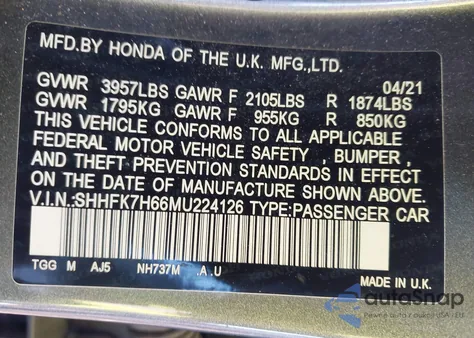 MFD.BY HONDA OF THE U.K. MFG.,LTD.
GVWR 3957LBS GAWR F 2105LBS R 1874LBS 04/21
GVWR 1795KG GAWR F 955KG R 850KG
THIS VEHICLE CONFORMS TO ALL APPLICABLE
FEDERAL MOTOR VEHICLE SAFETY , BUMPER ,
AND THEFT PREVENTION STANDARDS IN EFFECT
ON THE DATE OF MANUFACTURE SHOWN ABOVE.
V.I.N.:SHHFK7H66MU224126 TYPE:PASSENGER CAR
TGG M AJ5 NH737M .A.U
MADE IN U.K.
autoSnap